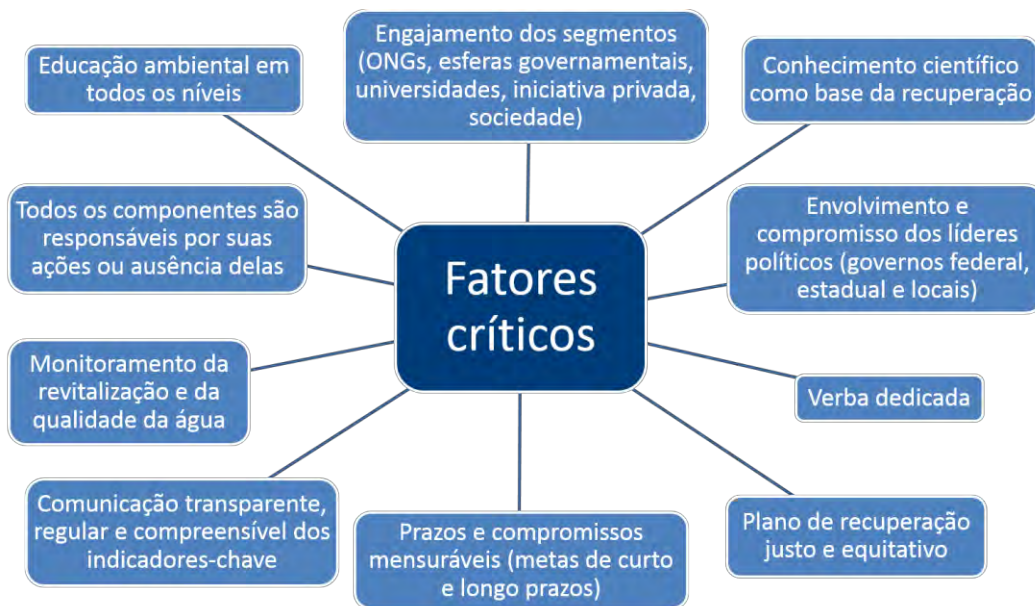 Educação ambiental em
todos os níveis
Engajamento dos segmentos
(ONGs, esferas governamentais,
universidades, iniciativa privada,
sociedade)
Conhecimento científico
como base da recuperação
Todos os componentes são
responsáveis por suas
ações ou ausência delas
Fatores
críticos
Envolvimento e
compromisso dos líderes
políticos (governos federal,
estadual e locais)
Monitoramento da
revitalização e da
qualidade da água
Verba dedicada
Comunicação transparente,
regular e compreensível dos
indicadores-chave
Prazos e compromissos
mensuráveis (metas de curto
e longo prazos)
Plano de recuperação
justo e equitativo